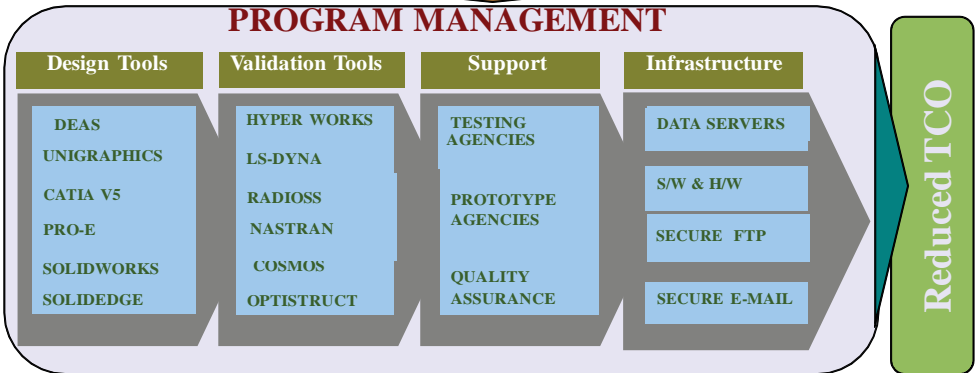 PROGRAM MANAGEMENT
Design Tools
DEAS
UNIGRAPHICS
CATIA V5
PRO-E
SOLIDWORKS
SOLIDEDGE
Validation Tools
HYPER WORKS
LS-DYNA
RADIOSS
NASTRAN
COSMOS
OPTISTRUCT
Support
TESTING
AGENCIES
PROTOTYPE
AGENCIES
QUALITY
ASSURANCE
Infrastructure
DATA SERVERS
S/W & H/W
SECURE FTP
SECURE E-MAIL
Reduced TCO